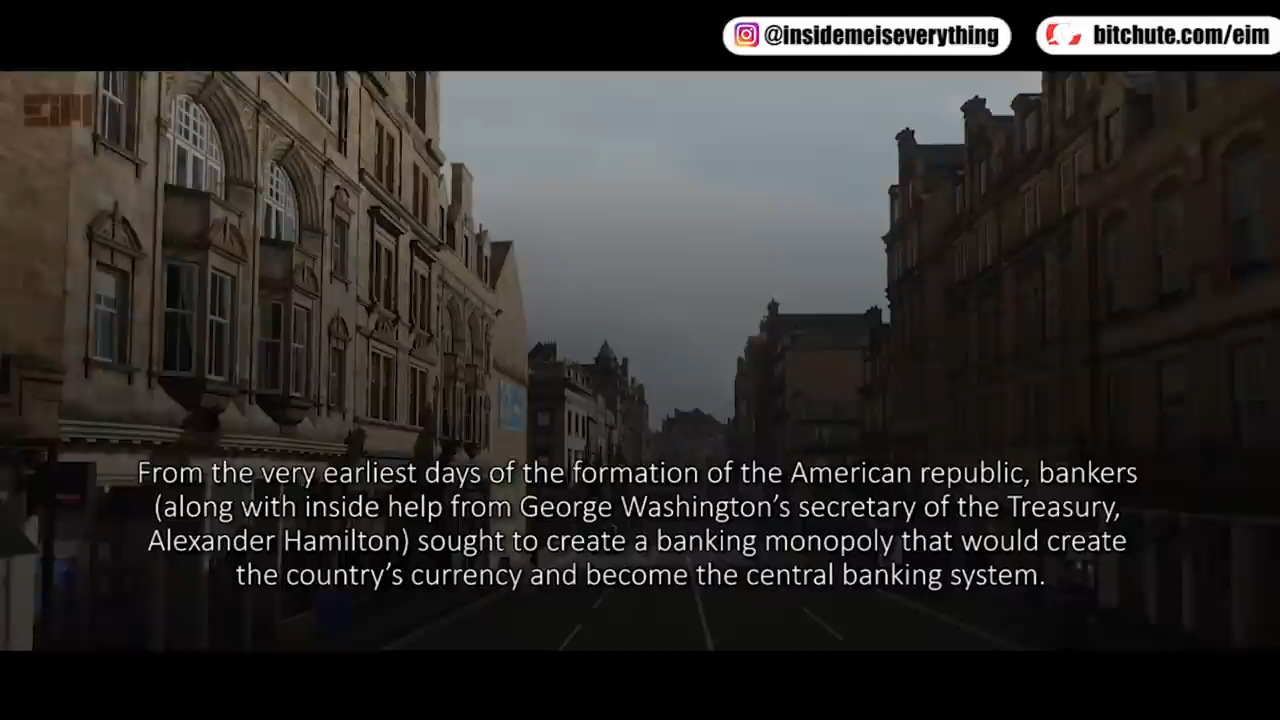 @insidemeiseverything
bitchute.com/eim
EIM
From the very earliest days of the formation of the American republic, bankers
(along with inside help from George Washington’s secretary of the Treasury,
Alexander Hamilton) sought to create a banking monopoly that would create
the country’s currency and become the central banking system.